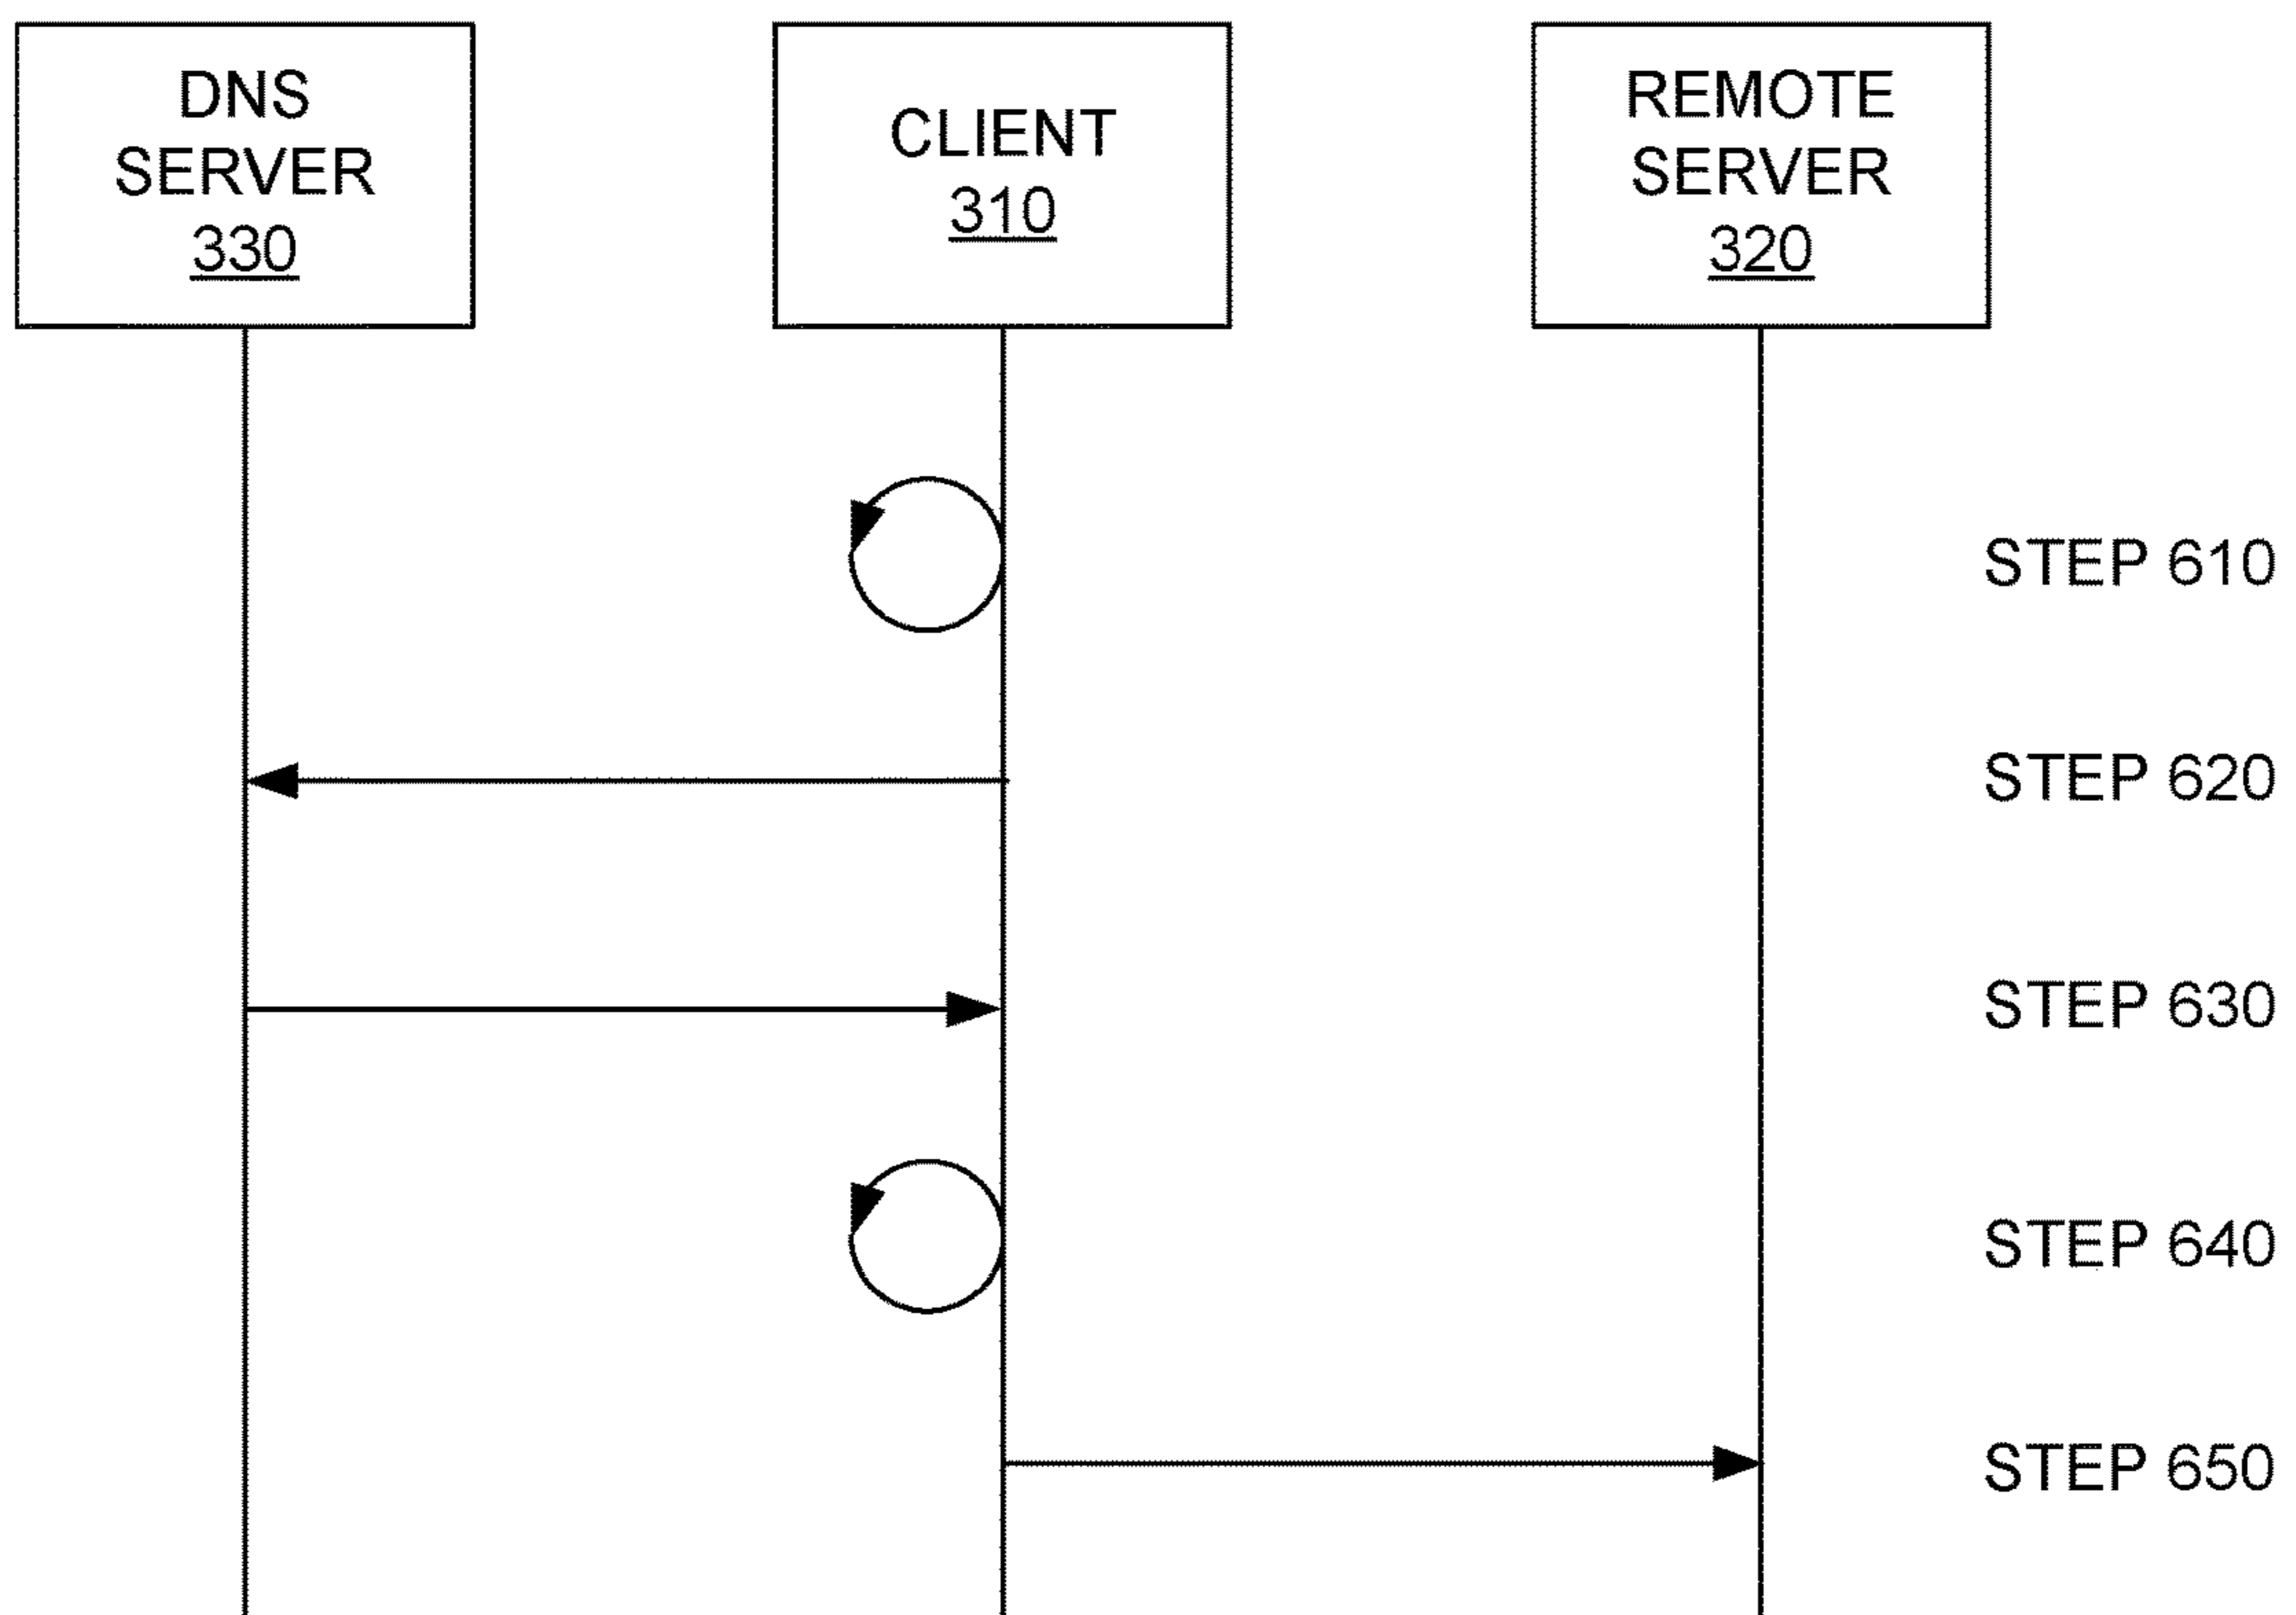 DNS
SERVER
330
CLIENT
310
REMOTE
SERVER
320
STEP 610
STEP 620
STEP 630
STEP 640
STEP 650